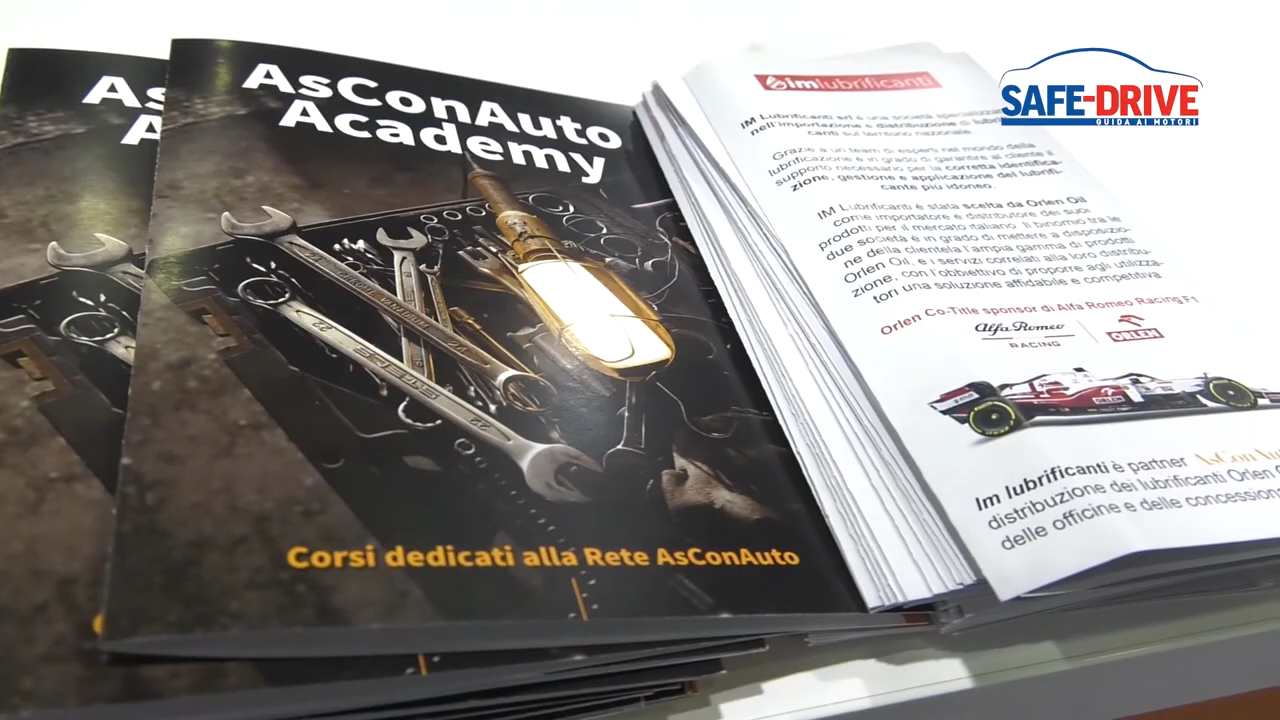 AsConAuto
Academy
Corsi dedicati alla Rete AsConAuto
imlubrificanti
IM Lubrificanti srl è una società specializza
nell'importazione e distribuzione di lubri
canti sul territorio nazionale
Grazie a un team di esperti nel mondo della
lubrificazione è in grado di garantire al cliente il
supporto necessario per la corretta identifica-
zione, gestione e applicazione del lubrifi-
cante più idoneo.
IM Lubrificanti è stata scelta da Orlen Oil
come importatore e distributore dei suoi
prodotti per il mercato italiano. Il binomio tra le
due società è in grado di mettere a disposizio-
ne della clientela l'ampia gamma di prodotti
Orlen Oil, e i servizi correlati alla loro distribu-
zione, con l'obbiettivo di proporre agli utilizza-
tori una soluzione affidabile e competitiva
Orlen Co-Title sponsor di Alfa Romeo Racing F1
Alfa Romeo
RACING
ORLEN
Im lubrificanti è partner AsConAu
distribuzione dei lubrificanti Orlen
delle officine e delle concession
SAFE-DRIVE
GUIDA AI MOTORI